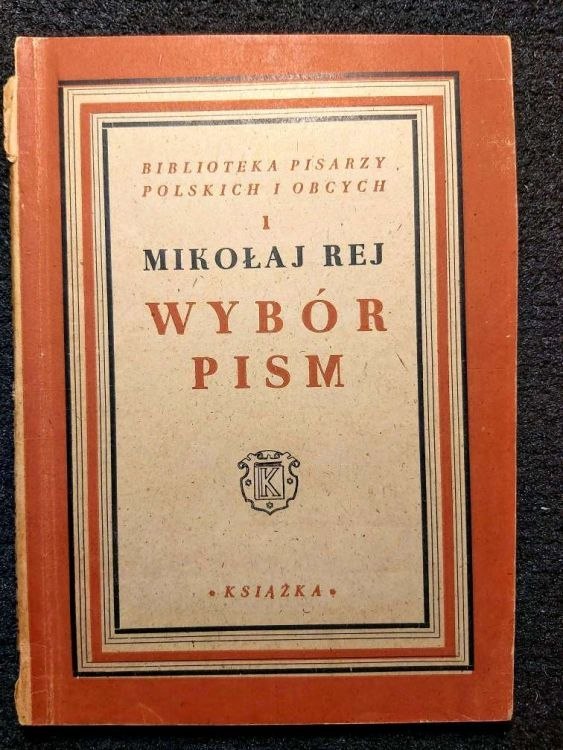 BIBLIOTEKA PISARZY
POLSKICH I OBCYCH
1
MIKOŁAJ REJ
WYBÓR
PISM
K
• KSIĄŻKA •